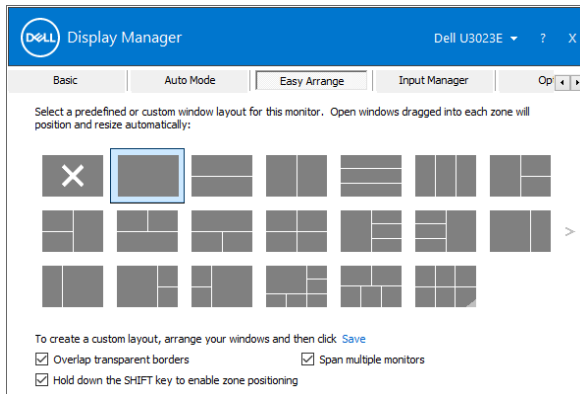 DELL Display Manager Dell U3023E ? X
Basic Auto Mode Easy Arrange Input Manager Op
Select a predefined or custom window layout for this monitor. Open windows dragged into each zone will
position and resize automatically:
>
To create a custom layout, arrange your windows and then click Save
Overlap transparent borders Span multiple monitors
Hold down the SHIFT key to enable zone positioning